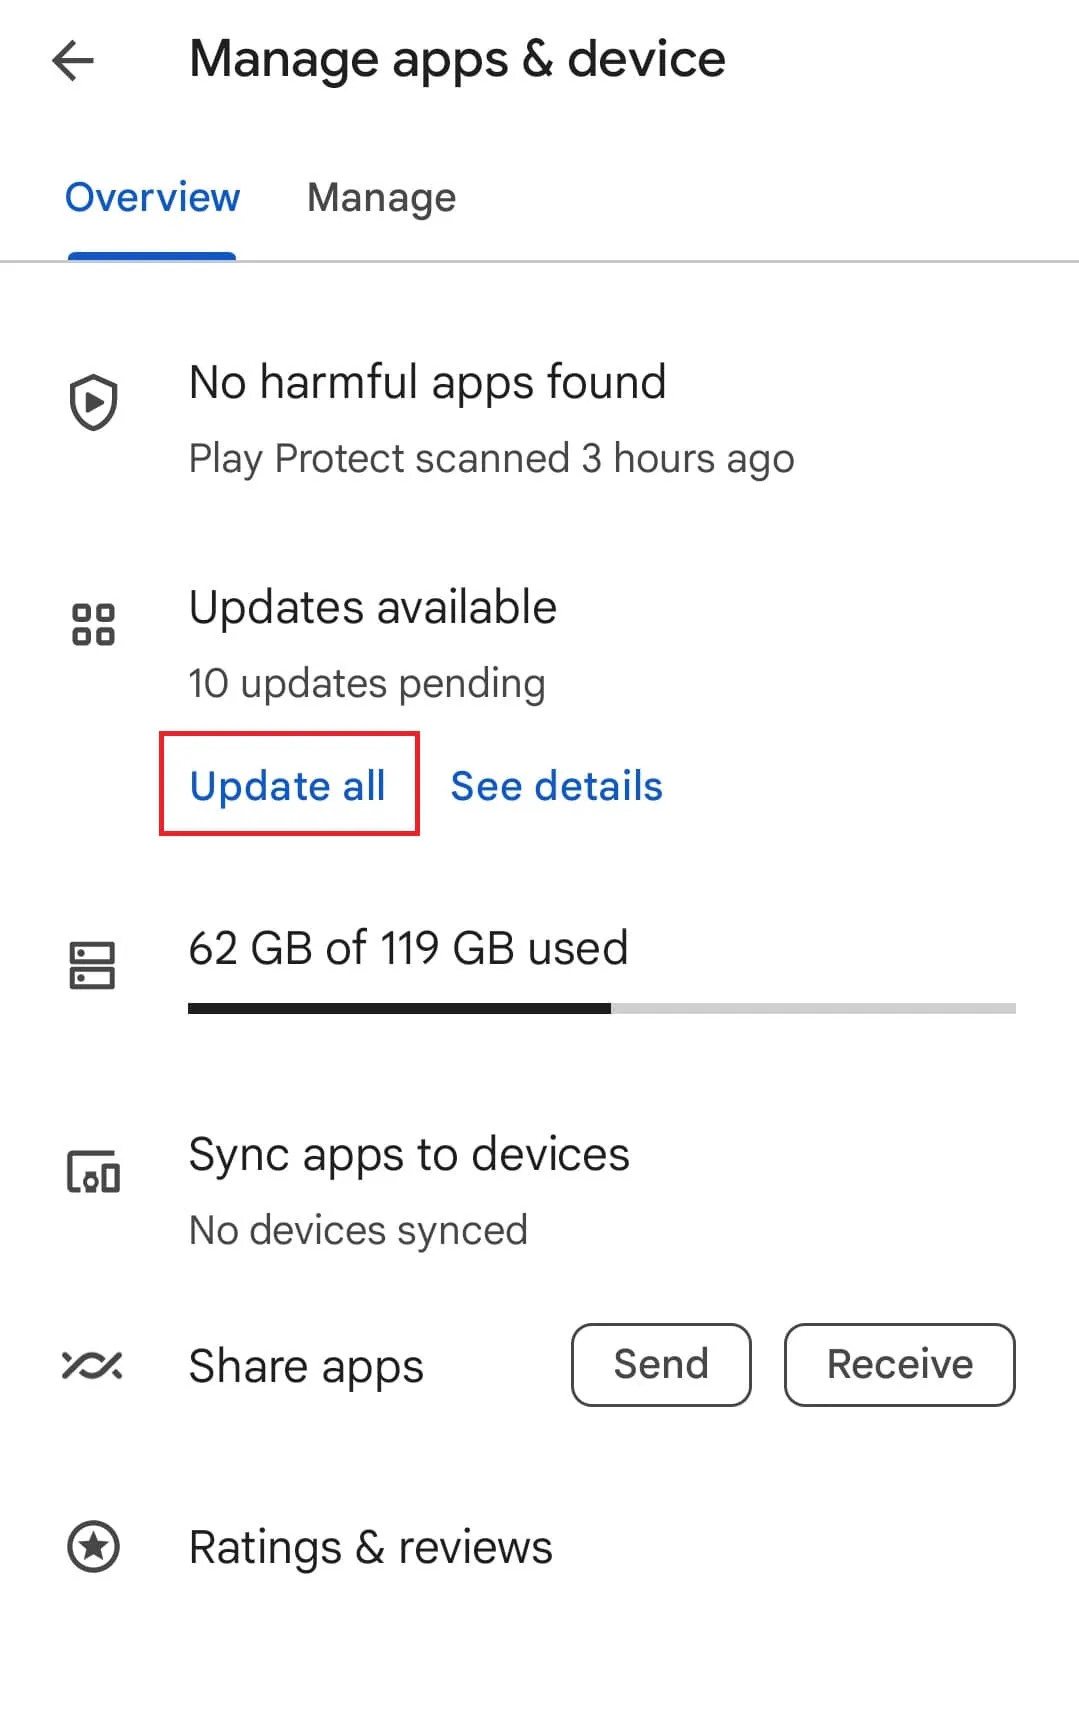 Manage apps & device
Overview Manage
No harmful apps found
Play Protect scanned 3 hours ago
Updates available
10 updates pending
Update all See details
62 GB of 119 GB used
Sync apps to devices
No devices synced
Share apps Send Receive
Ratings & reviews